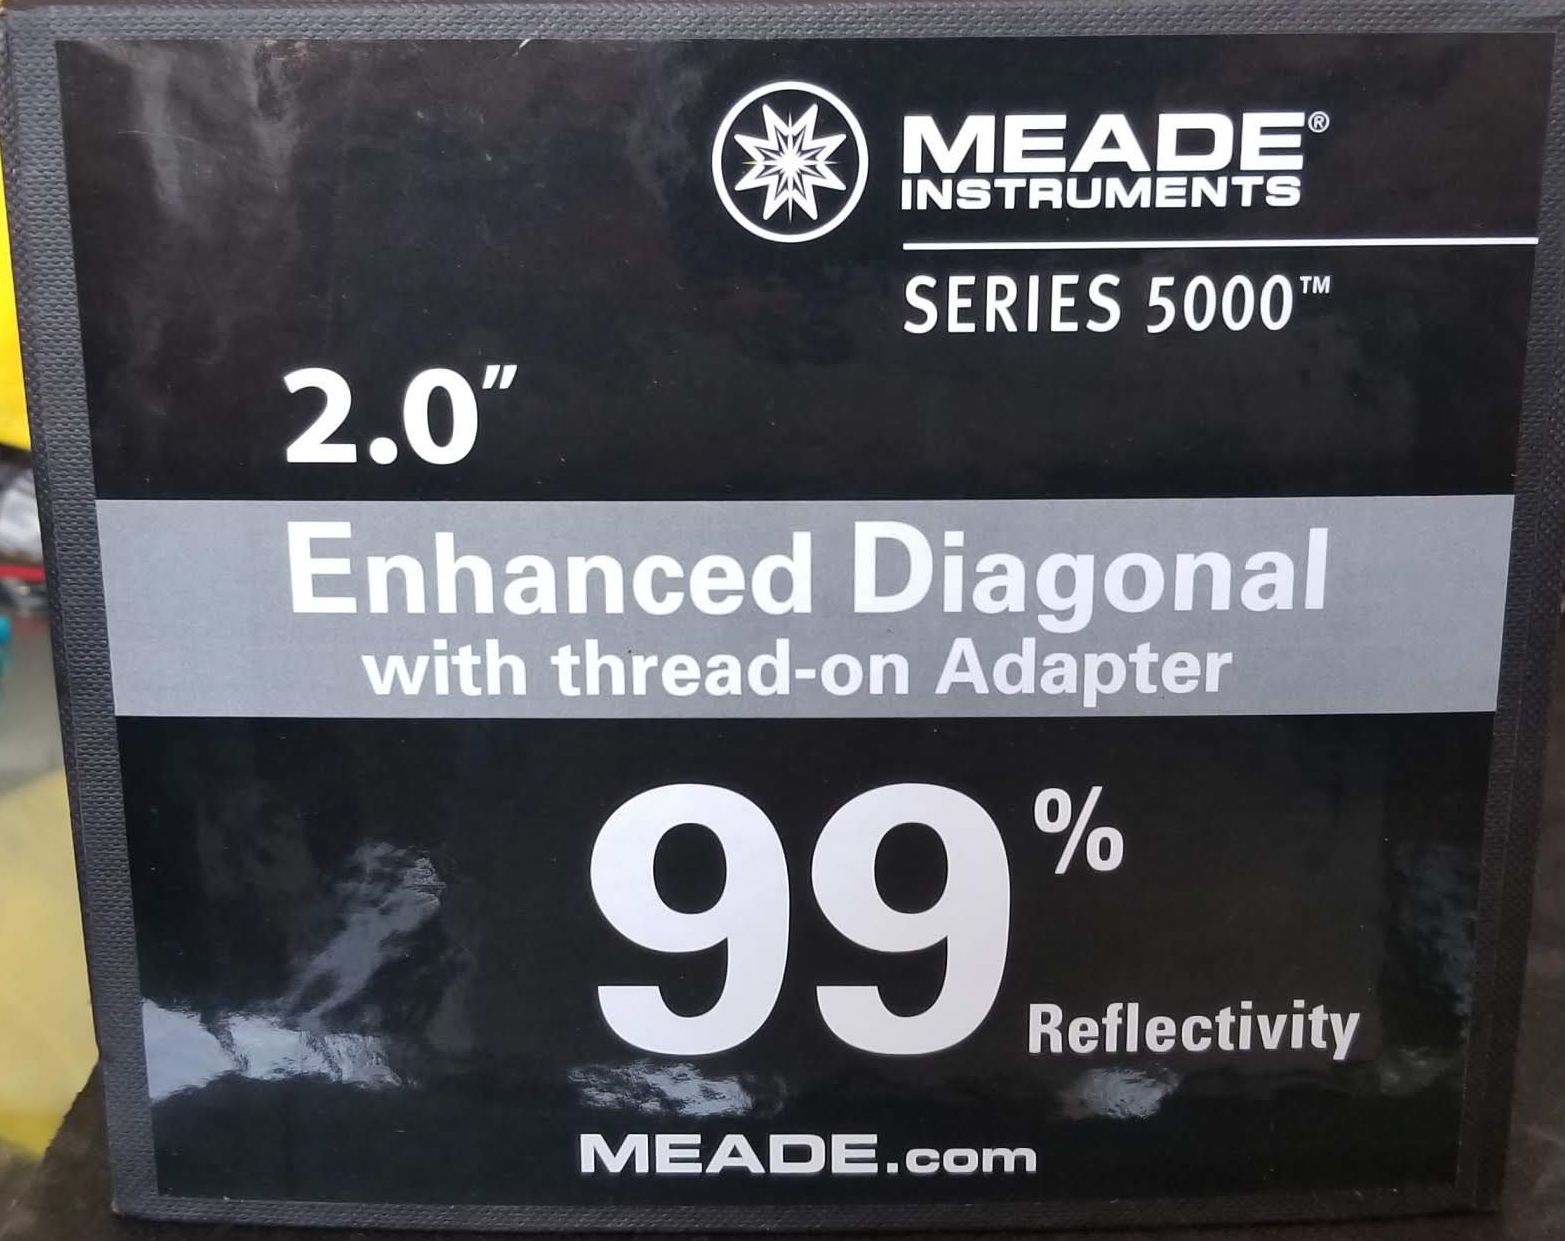 MEADE®
INSTRUMENTS
SERIES 5000™
2.0"
Enhanced Diagonal
with thread-on Adapter
99%
Reflectivity
MEADE.com